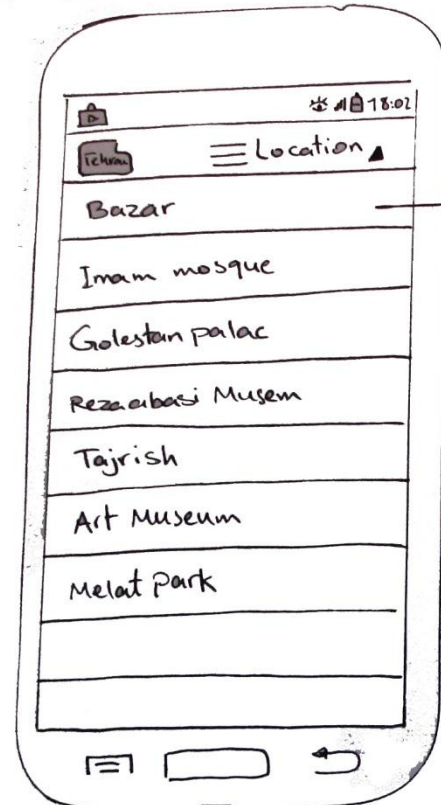 18:02
Tehran
Location
Bazar
Imam mosque
Golestan palac
Rezaabasi Musem
Tajrish
Art Museum
Melat Park